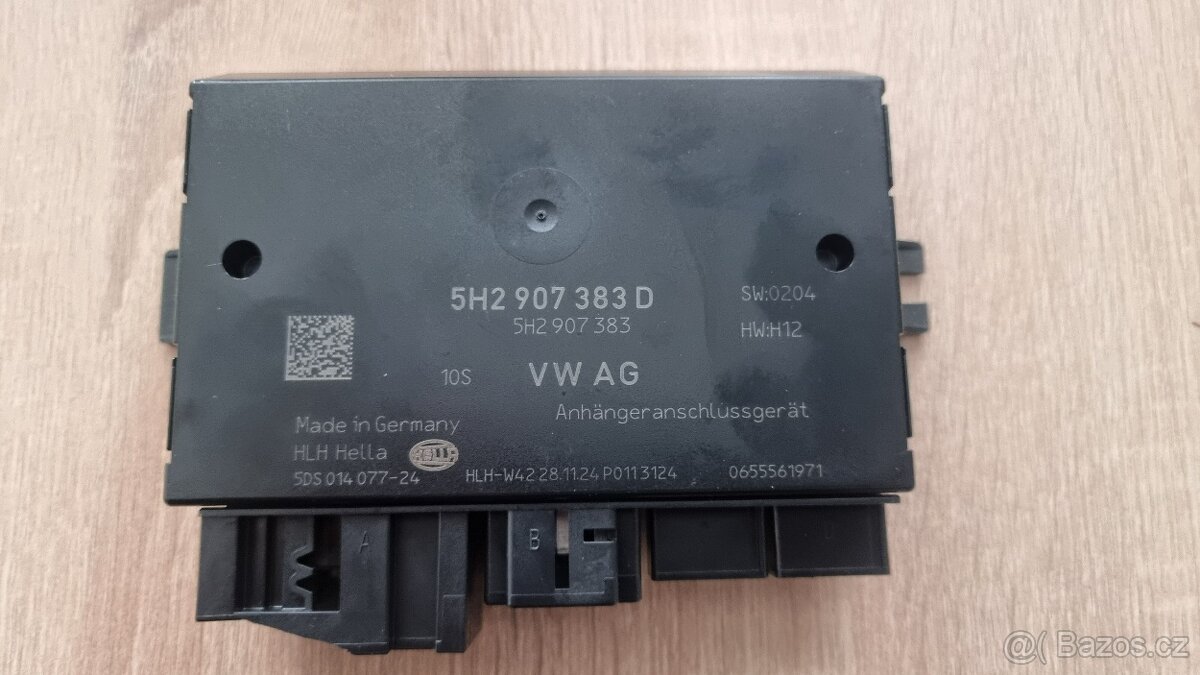 5H2 907 383 D
SW:0204
5H2 907 383
HW:H12
10S
VW AG
Anhängeranschlussgerät
Made in Germany
HLH Hella
HELLA
5DS 014 077-24
HLH-W42 28.11.24 P011 3124
0655561971
A
B
@(●) Bazos.cz